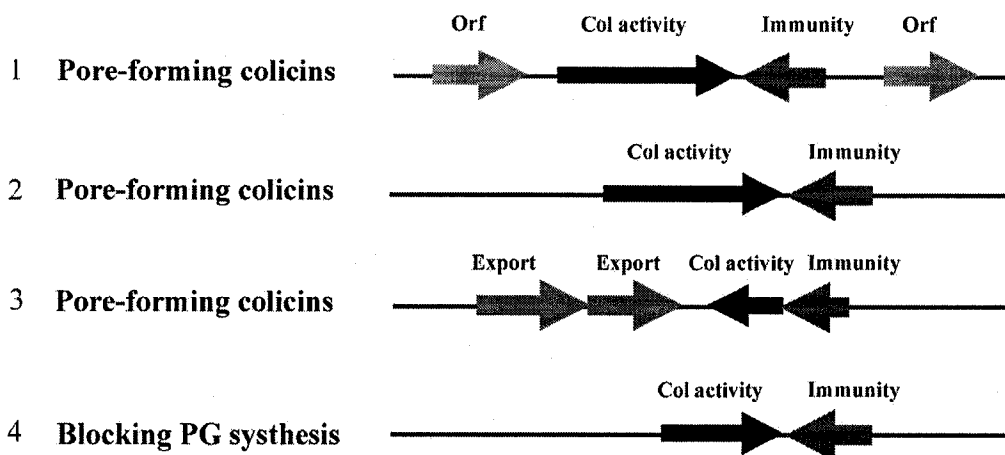 Orf Col activity Immunity Orf
1 Pore-forming colicins
Col activity Immunity
2 Pore-forming colicins
Export Export Col activity Immunity
3 Pore-forming colicins
Col activity Immunity
4 Blocking PG systhesis